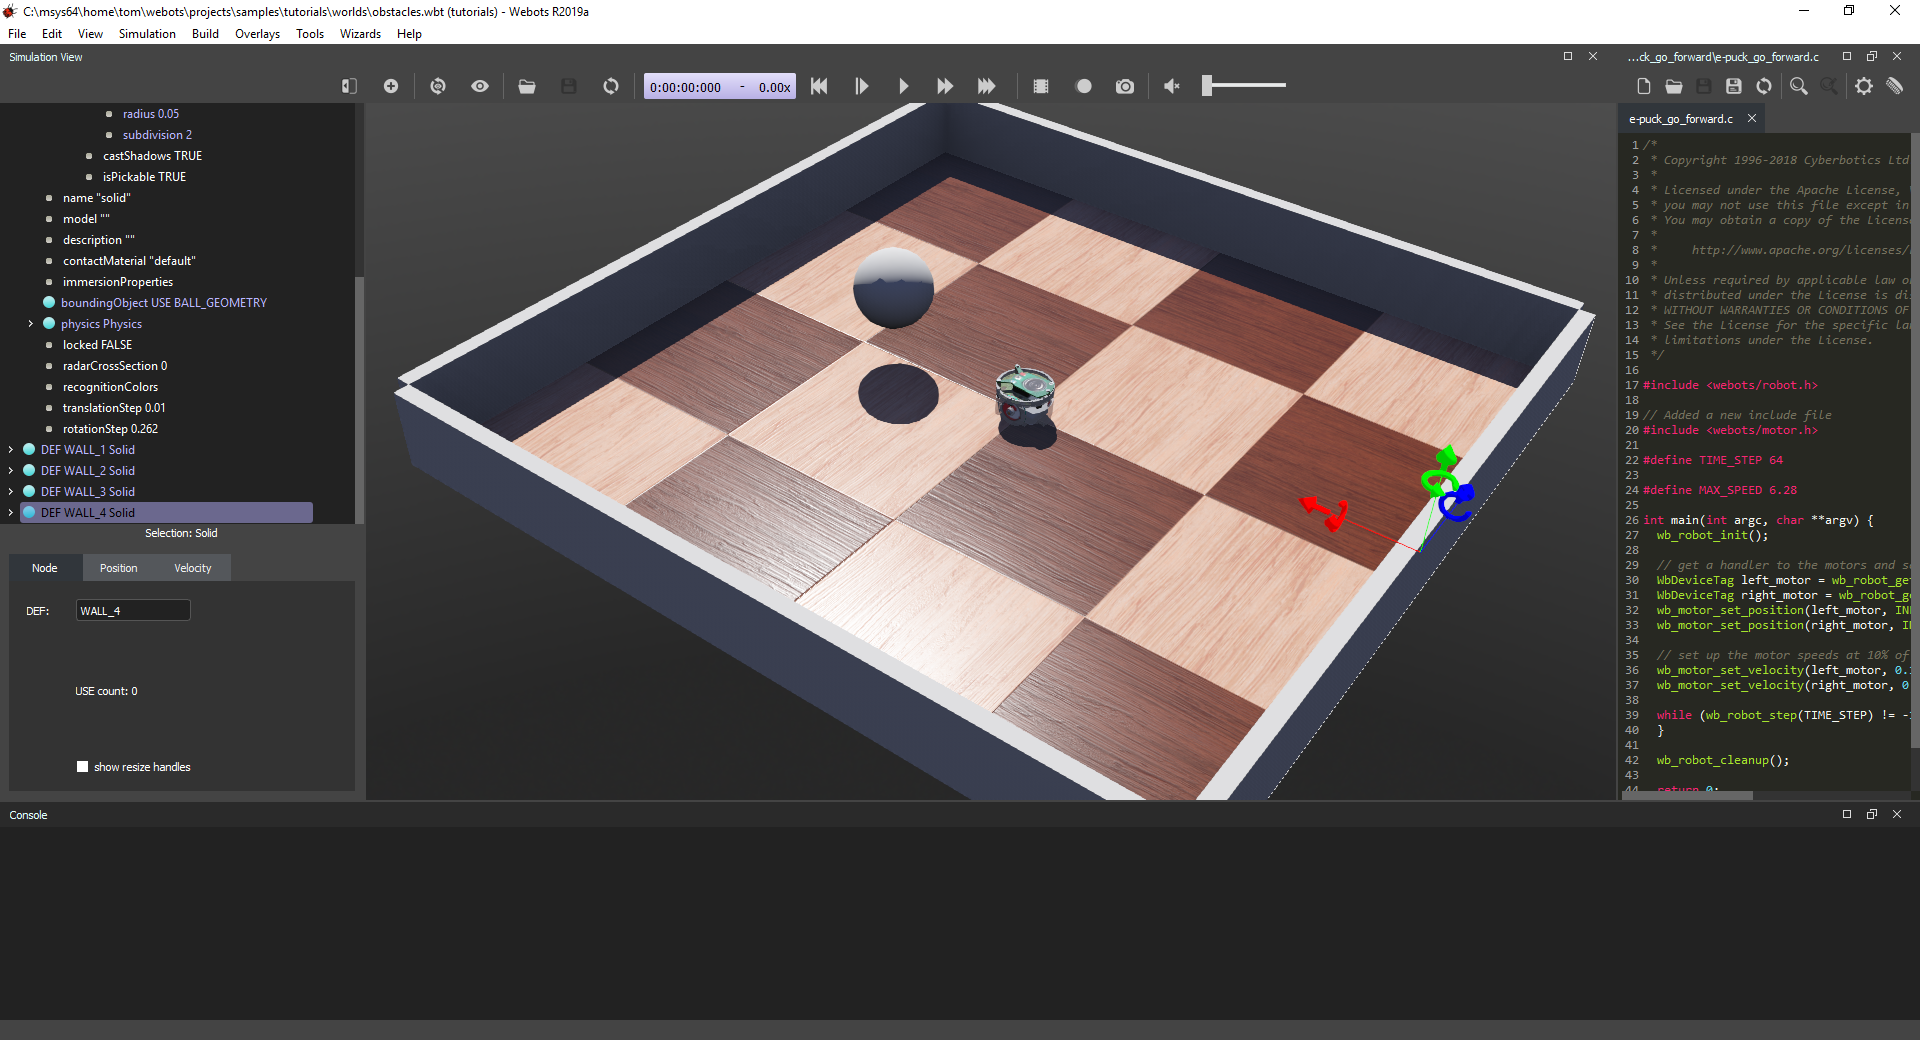 C:\msys64\home\tom\webots\projects\samples\tutorials\worlds\obstacles.wbt (tutorials) - Webots R2019a
File Edit View Simulation Build Overlays Tools Wizards Help
Simulation View
...ck_go_forward\e-puck_go_forward.c
0:00:00:000 - 0.00x
radius 0.05
subdivision 2
castShadows TRUE
isPickable TRUE
name "solid"
model ""
description ""
contactMaterial "default"
immersionProperties
boundingObject USE BALL_GEOMETRY
physics Physics
locked FALSE
radarCrossSection 0
recognitionColors
translationStep 0.01
rotationStep 0.262
DEF WALL_1 Solid
DEF WALL_2 Solid
DEF WALL_3 Solid
DEF WALL_4 Solid
Selection: Solid
Node Position Velocity
DEF: WALL_4
USE count: 0
show resize handles
e-puck_go_forward.c
1 /*
2  * Copyright 1996-2018 Cyberbotics Ltd
3  *
4  * Licensed under the Apache License,
5  * you may not use this file except in
6  * You may obtain a copy of the License
7  *
8  *     http://www.apache.org/licenses/
9  *
10  * Unless required by applicable law o
11  * distributed under the License is di
12  * WITHOUT WARRANTIES OR CONDITIONS OF
13  * See the License for the specific la
14  * limitations under the License.
15  */
16
17 #include <webots/robot.h>
18
19 // Added a new include file
20 #include <webots/motor.h>
21
22 #define TIME_STEP 64
23
24 #define MAX_SPEED 6.28
25
26 int main(int argc, char **argv) {
27   wb_robot_init();
28
29   // get a handler to the motors and s
30   WbDeviceTag left_motor = wb_robot_get
31   WbDeviceTag right_motor = wb_robot_g
32   wb_motor_set_position(left_motor, IN
33   wb_motor_set_position(right_motor, I
34
35   // set up the motor speeds at 10% of
36   wb_motor_set_velocity(left_motor, 0.
37   wb_motor_set_velocity(right_motor, 0
38
39   while (wb_robot_step(TIME_STEP) != -
40   }
41
42   wb_robot_cleanup();
43
44   return 0;
Console